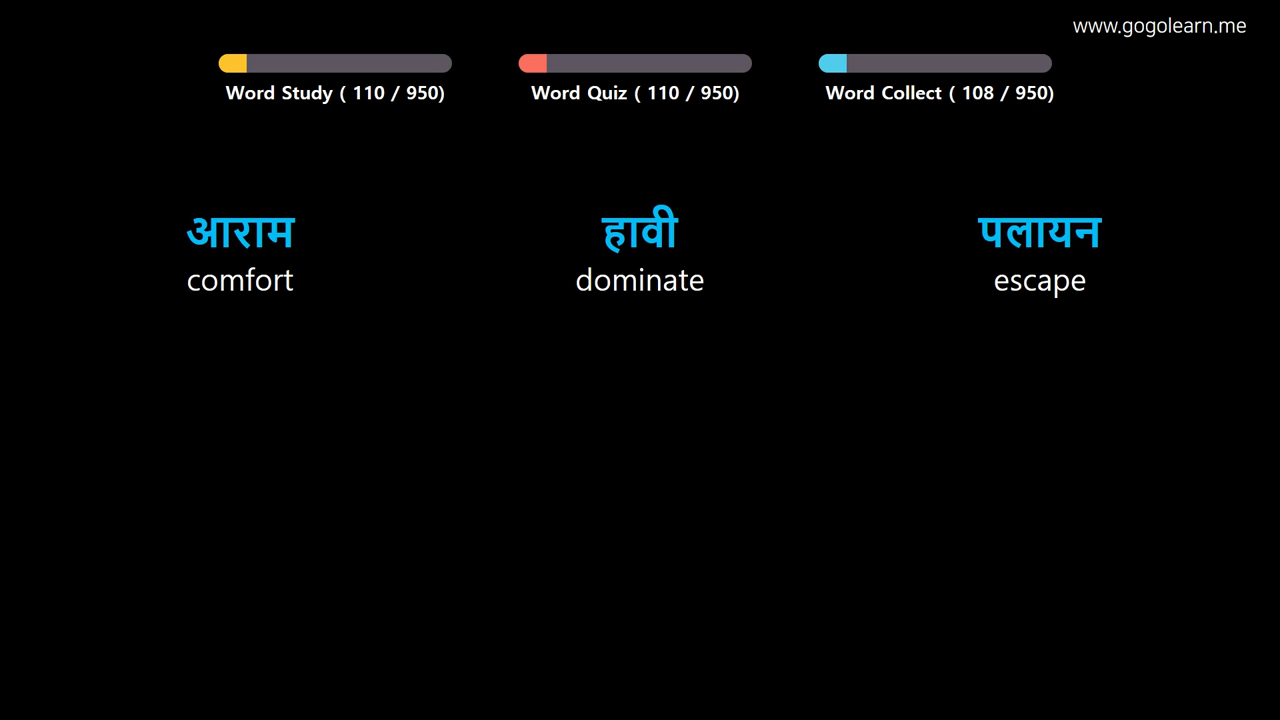 www.gogolearn.me
Word Study ( 110 / 950)
Word Quiz ( 110 / 950)
Word Collect ( 108 / 950)
आराम
comfort
हावी
dominate
पलायन
escape